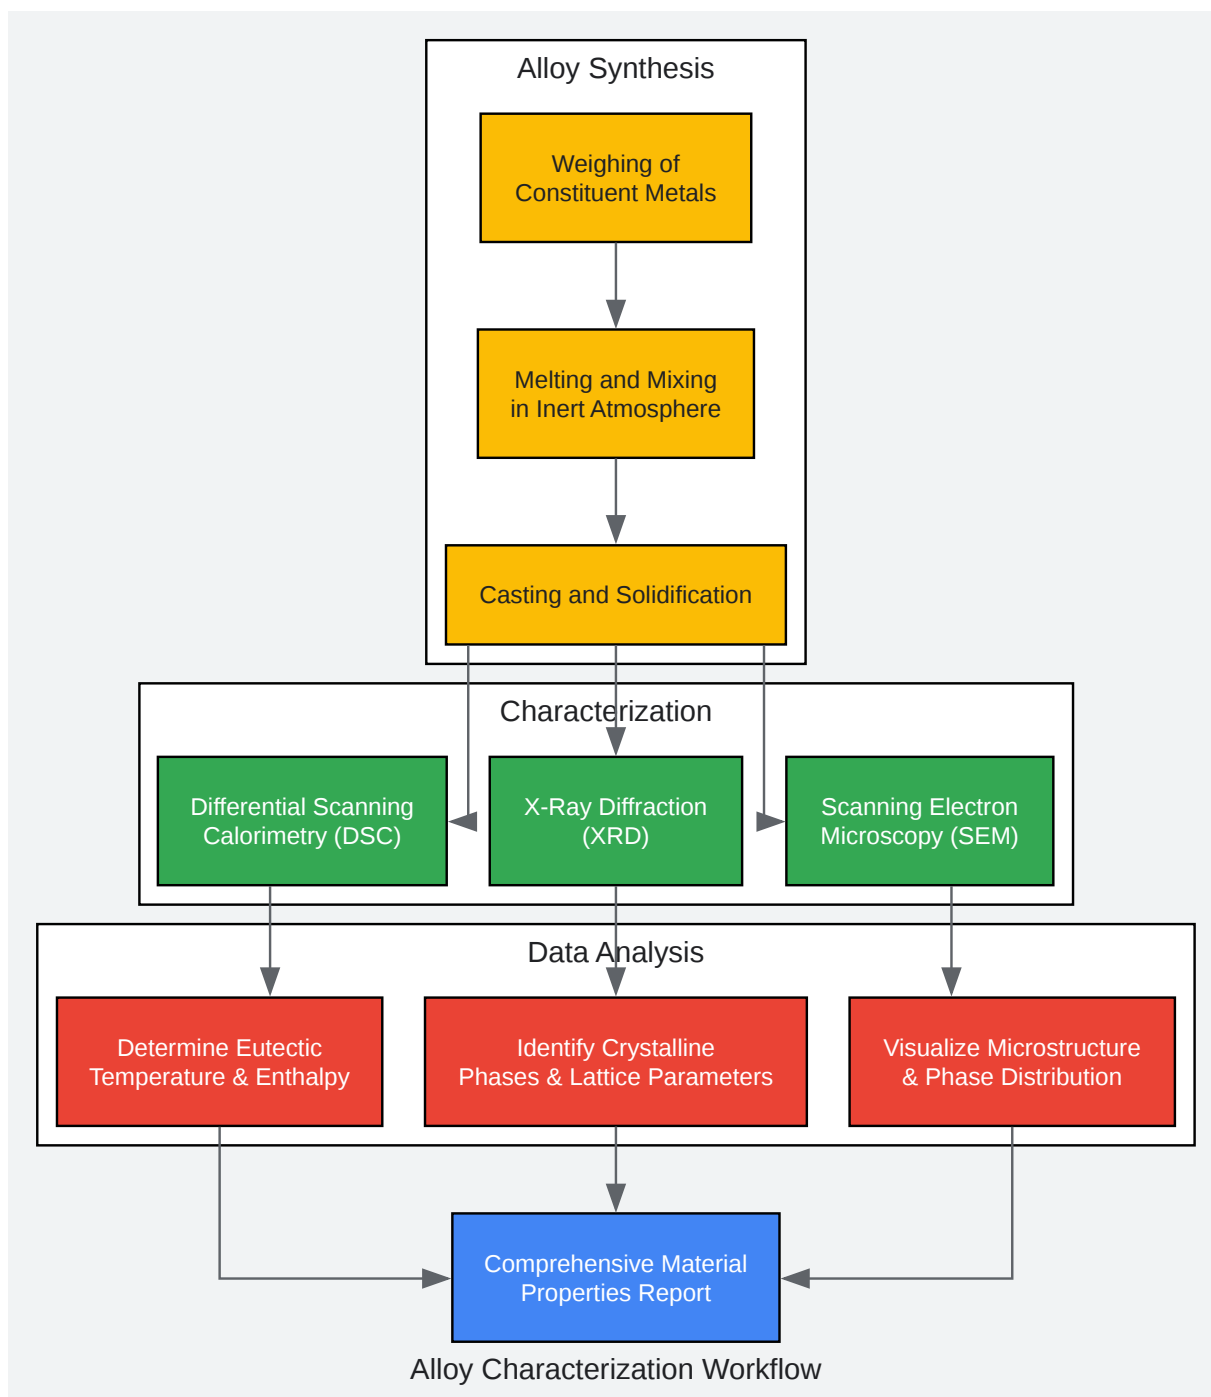 Alloy Synthesis
Weighing of
Constituent Metals
Melting and Mixing
in Inert Atmosphere
Casting and Solidification
Characterization
Differential Scanning
Calorimetry (DSC)
X-Ray Diffraction
(XRD)
Scanning Electron
Microscopy (SEM)
Data Analysis
Determine Eutectic
Temperature & Enthalpy
Identify Crystalline
Phases & Lattice Parameters
Visualize Microstructure
& Phase Distribution
Comprehensive Material
Properties Report
Alloy Characterization Workflow